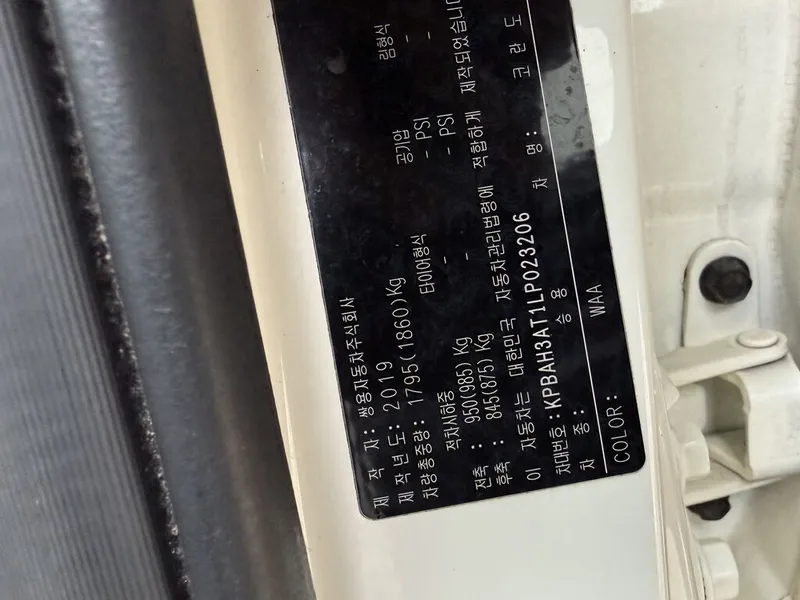 제 작 자: 쌍용자동차주식회사
제 작 년 도: 2019
차량총중량: 1795(1860)Kg
적차시하중 타이어형식 공기압 림형식
전축 : 950(985) Kg - - PSI -
후축 : 845(875) Kg - - PSI -
이 자동차는 대한민국 자동차관리법령에 적합하게 제작되었습니다
차대번호: KPBAH3AT1LP023206
차 종: 승 용 차 명: 코 란 도
COLOR: WAA